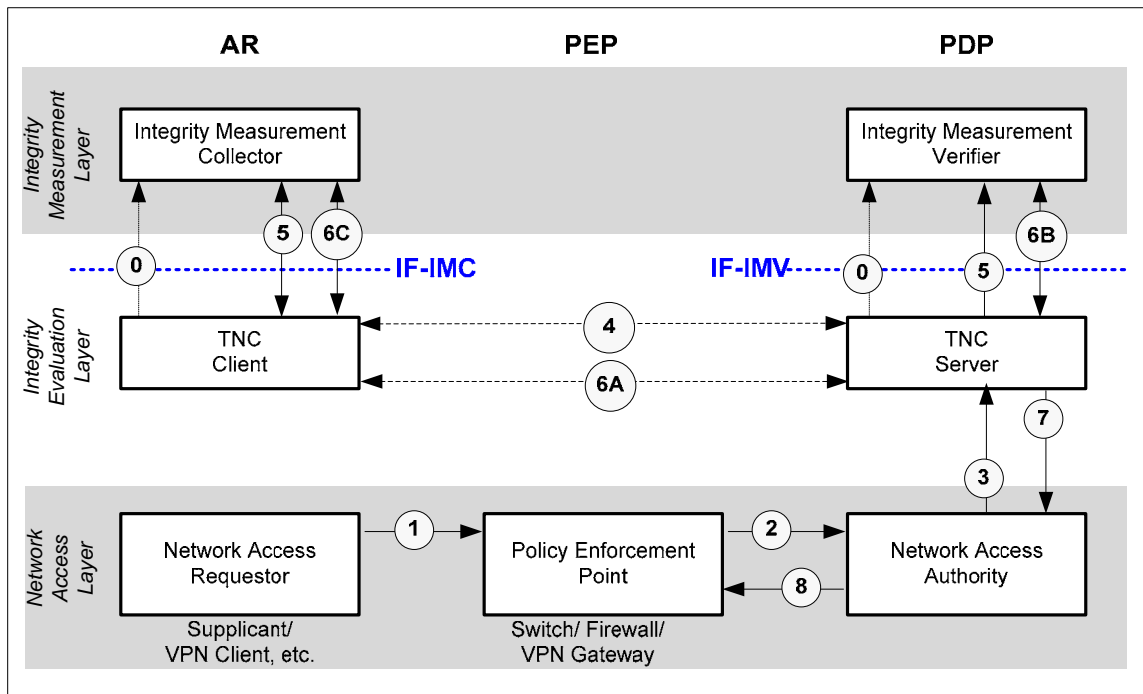 AR
PEP
PDP
Integrity
Measurement
Layer
Integrity Measurement
Collector
Integrity Measurement
Verifier
0
5
6C
0
5
6B
IF-IMC
IF-IMV
Integrity
Evaluation
Layer
TNC
Client
4
6A
TNC
Server
3
7
Network
Access
Layer
Network Access
Requestor
1
Policy Enforcement
Point
2
8
Network Access
Authority
Supplicant/
VPN Client, etc.
Switch/ Firewall/
VPN Gateway